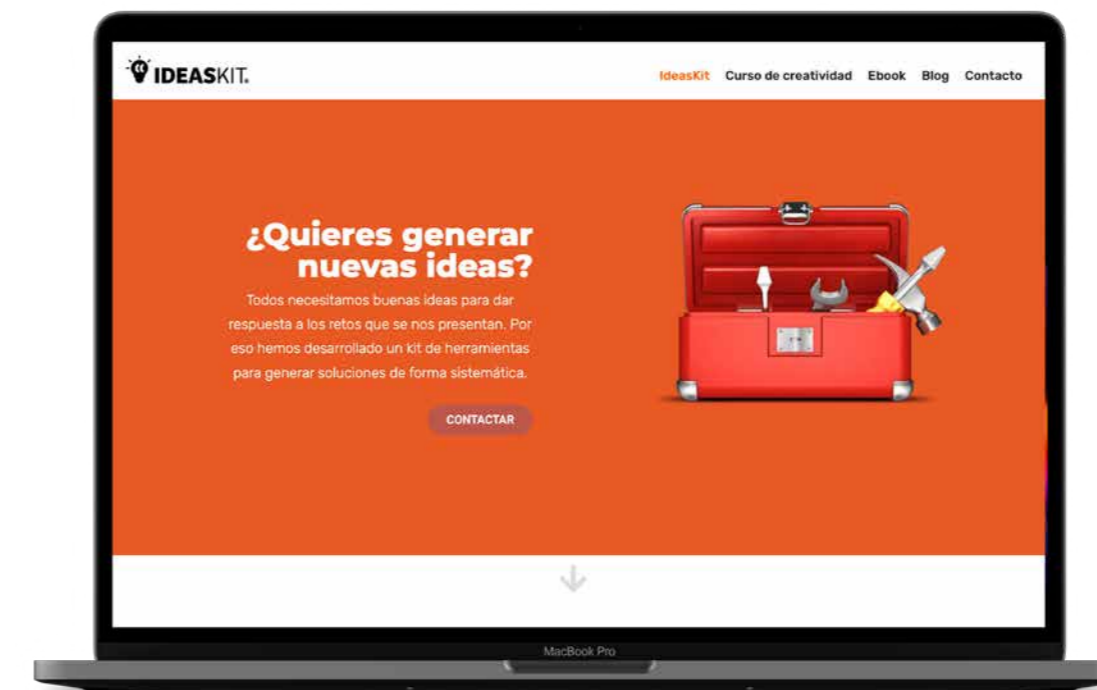 IDEASKIT.
IdeasKit Curso de creatividad Ebook Blog Contacto
¿Quieres generar
nuevas ideas?
Todos necesitamos buenas ideas para dar
respuesta a los retos que se nos presentan. Por
eso hemos desarrollado un kit de herramientas
para generar soluciones de forma sistemática.
CONTACTAR
MacBook Pro